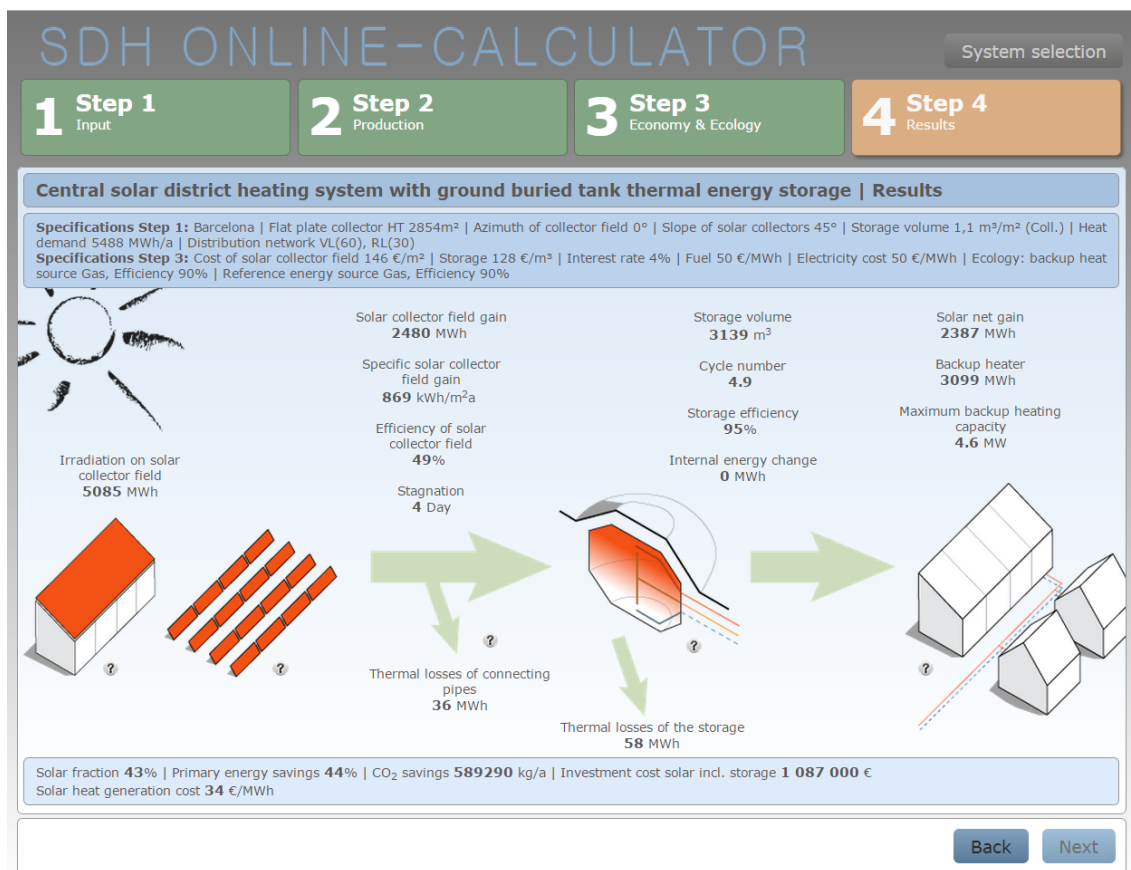 SDH ONLINE-CALCULATOR
System selection
1 Step 1
Input
2 Step 2
Production
3 Step 3
Economy & Ecology
4 Step 4
Results
Central solar district heating system with ground buried tank thermal energy storage | Results
Specifications Step 1: Barcelona | Flat plate collector HT 2854m² | Azimuth of collector field 0° | Slope of solar collectors 45° | Storage volume 1,1 m³/m² (Coll.) | Heat
demand 5488 MWh/a | Distribution network VL(60), RL(30)
Specifications Step 3: Cost of solar collector field 146 €/m² | Storage 128 €/m³ | Interest rate 4% | Fuel 50 €/MWh | Electricity cost 50 €/MWh | Ecology: backup heat
source Gas, Efficiency 90% | Reference energy source Gas, Efficiency 90%
Irradiation on solar
collector field
5085 MWh
Solar collector field gain
2480 MWh
Specific solar collector
field gain
869 kWh/m²a
Efficiency of solar
collector field
49%
Stagnation
4 Day
Storage volume
3139 m³
Cycle number
4.9
Storage efficiency
95%
Internal energy change
0 MWh
Solar net gain
2387 MWh
Backup heater
3099 MWh
Maximum backup heating
capacity
4.6 MW
?
?
?
?
?
Thermal losses of connecting
pipes
36 MWh
Thermal losses of the storage
58 MWh
Solar fraction 43% | Primary energy savings 44% | CO₂ savings 589290 kg/a | Investment cost solar incl. storage 1 087 000 €
Solar heat generation cost 34 €/MWh
Back
Next